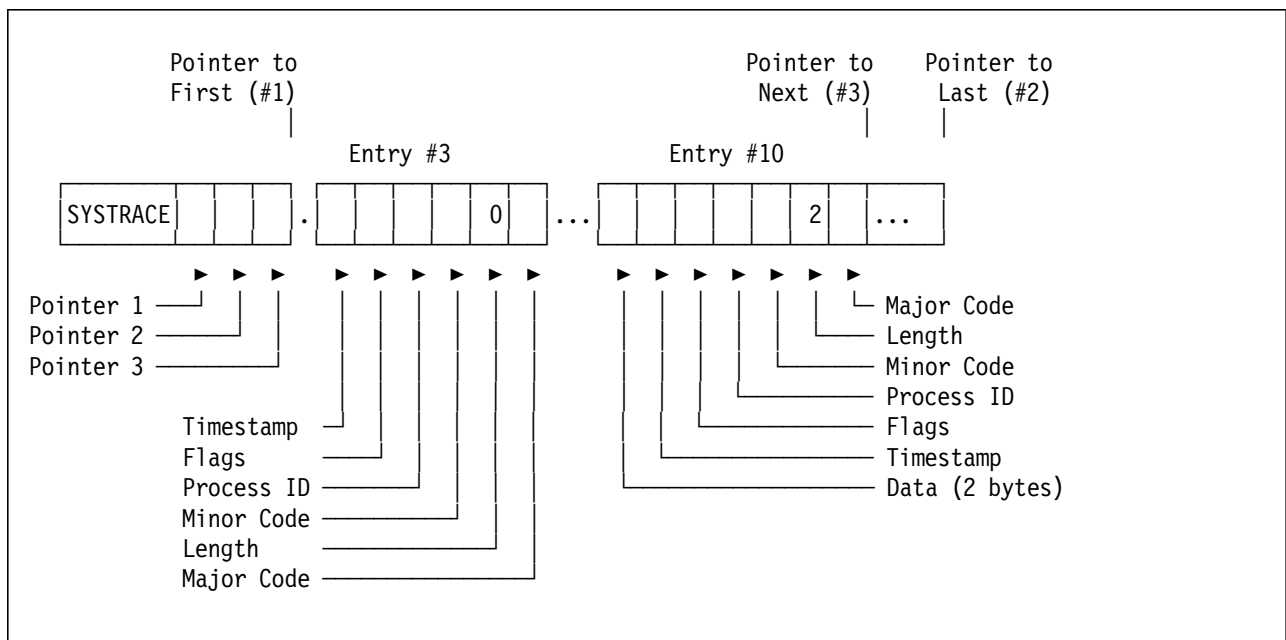 Pointer to Pointer to Pointer to
First (#1) Next (#3) Last (#2)
Entry #3 Entry #10
SYSTRACE . 0 ... 2 ...
Pointer 1 Major Code
Pointer 2 Length
Pointer 3 Minor Code
Process ID
Timestamp Flags
Flags Timestamp
Process ID Data (2 bytes)
Minor Code
Length
Major Code